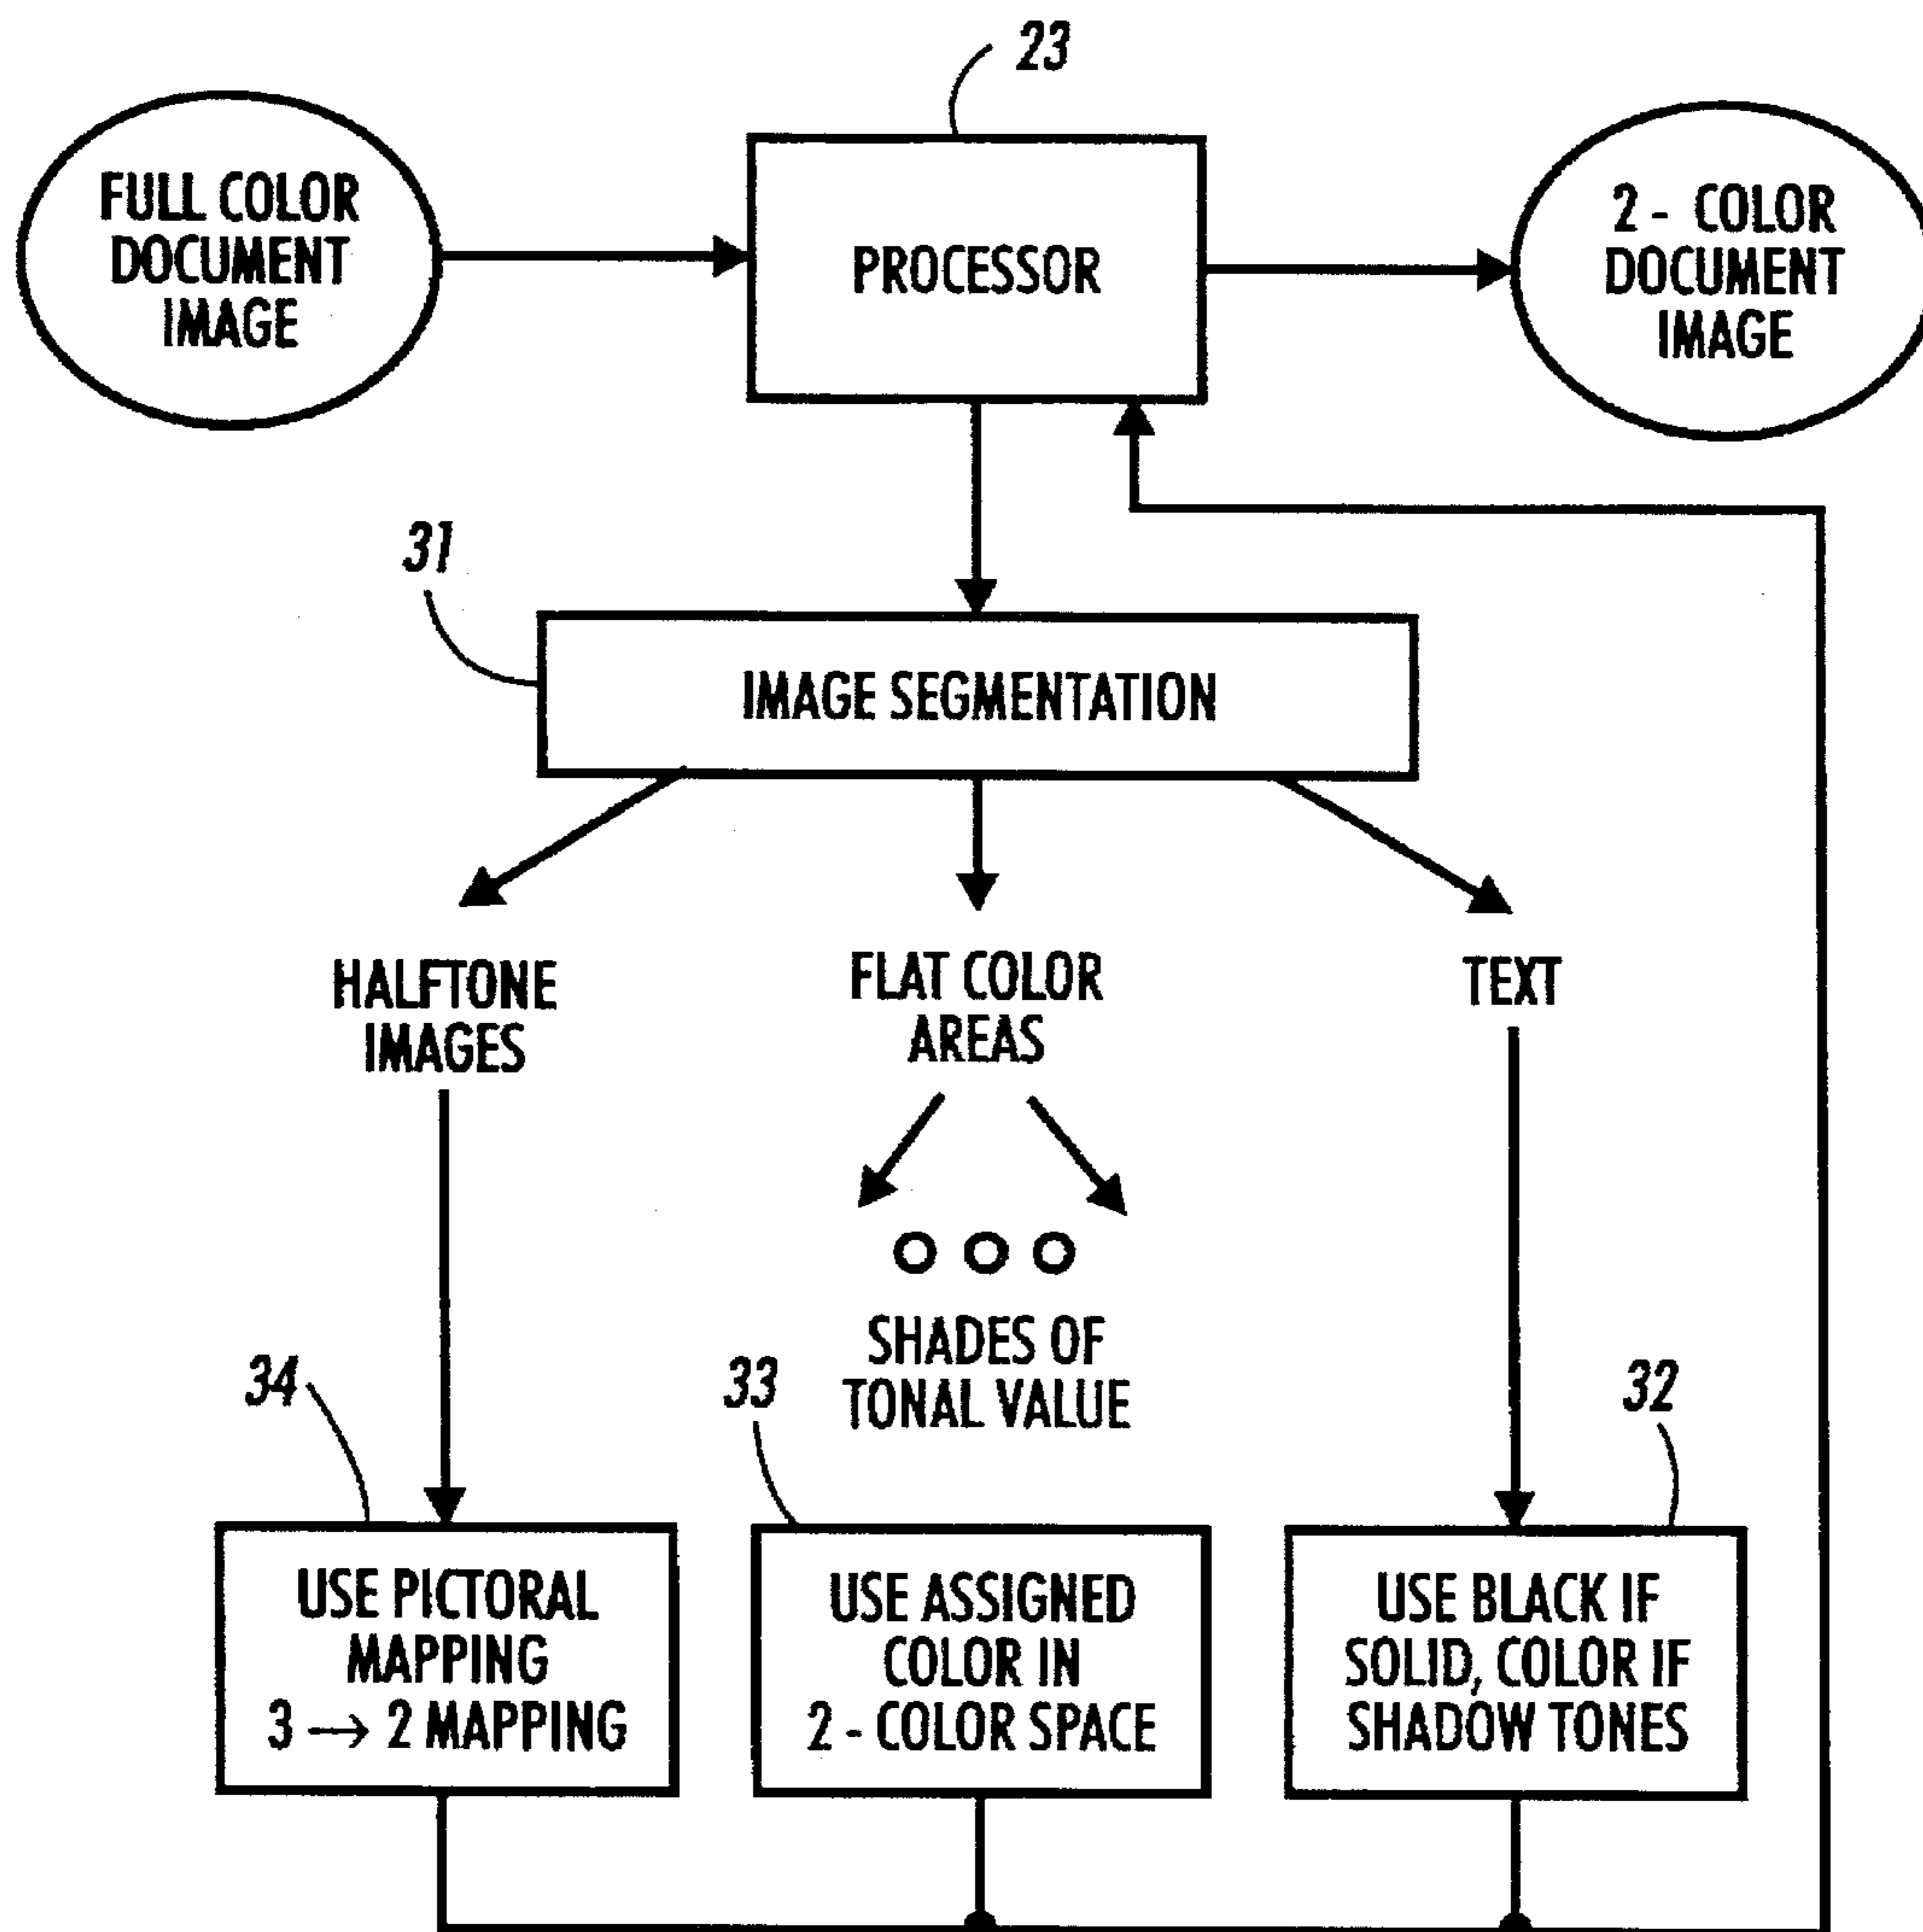 23
FULL COLOR
DOCUMENT
IMAGE
PROCESSOR
2 - COLOR
DOCUMENT
IMAGE
31
IMAGE SEGMENTATION
HALFTONE
IMAGES
FLAT COLOR
AREAS
TEXT
SHADES OF
TONAL VALUE
34
33
32
USE PICTORAL
MAPPING
3 → 2 MAPPING
USE ASSIGNED
COLOR IN
2 - COLOR SPACE
USE BLACK IF
SOLID, COLOR IF
SHADOW TONES